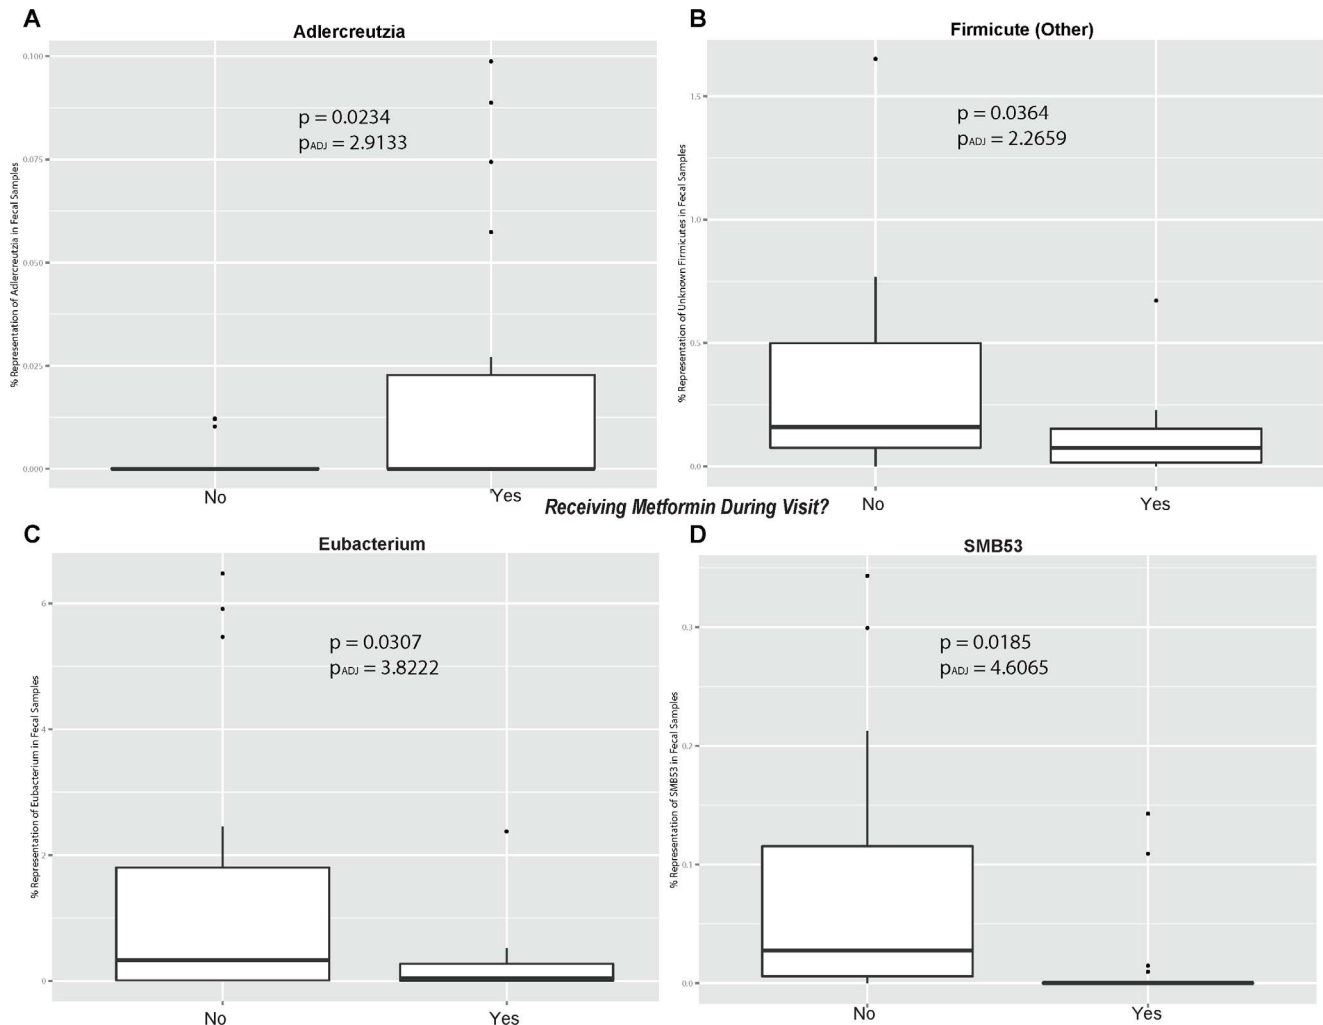 A
Adlercreutzia
% Representation of Adlercreutzia in Fecal Samples
0.100
0.075
0.050
0.025
0.000
p = 0.0234
pADJ = 2.9133
No
Yes
B
Firmicute (Other)
% Representation of Unknown Firmicutes in Fecal Samples
1.5
1.0
0.5
0.0
p = 0.0364
pADJ = 2.2659
No
Yes
Receiving Metformin During Visit?
C
Eubacterium
% Representation of Eubacterium in Fecal Samples
6
4
2
0
p = 0.0307
pADJ = 3.8222
No
Yes
D
SMB53
% Representation of SMB53 in Fecal Samples
0.3
0.2
0.1
0.0
p = 0.0185
pADJ = 4.6065
No
Yes